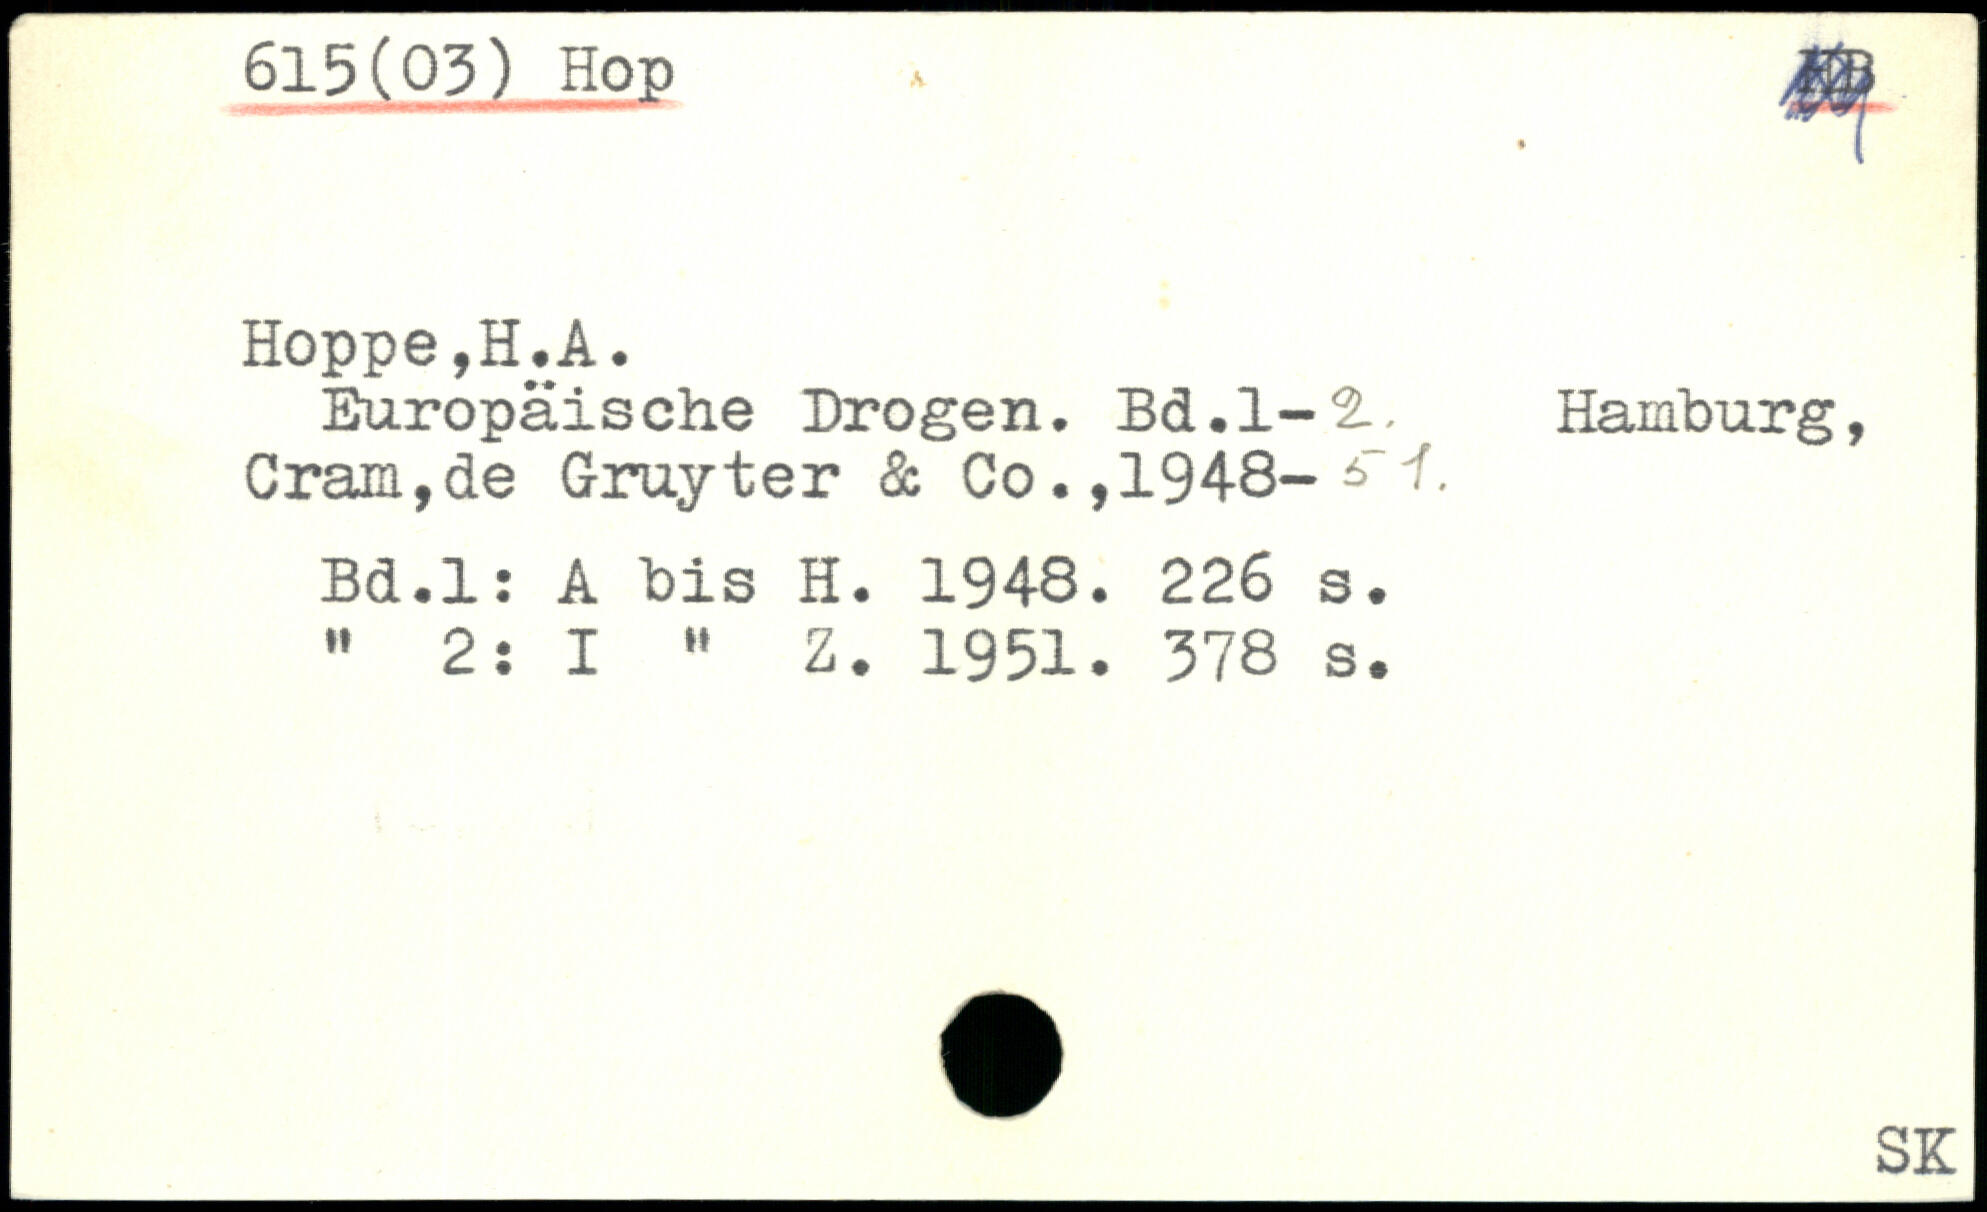 615(03) Hop
Hoppe,H.A.
Europäische Drogen. Bd.1-2. Hamburg,
Cram,de Gruyter & Co.,1948-51.
Bd.1: A bis H. 1948. 226 s.
" 2: I " Z. 1951. 378 s.
SK